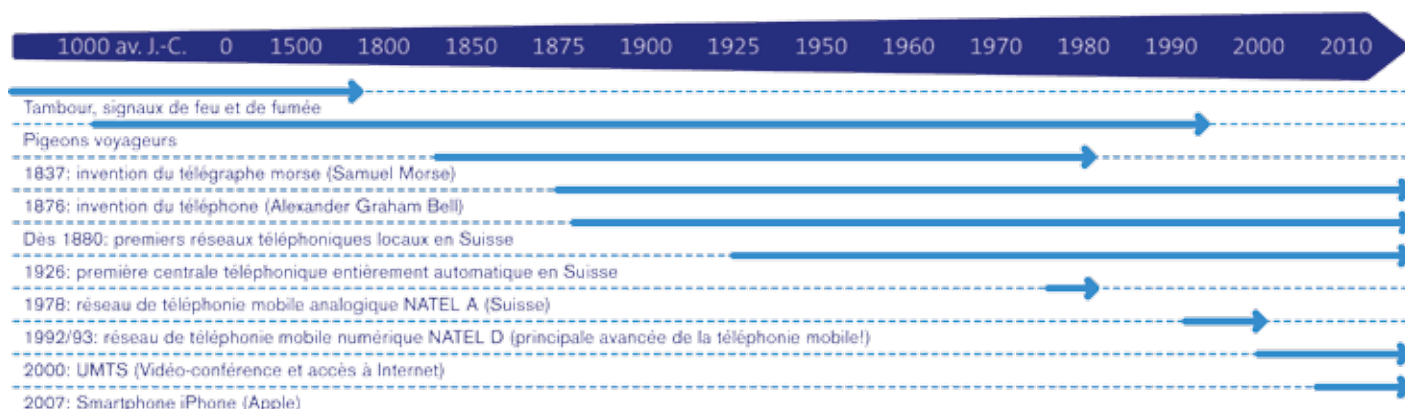 1000 av. J.-C. 0 1500 1800 1850 1875 1900 1925 1950 1960 1970 1980 1990 2000 2010
Tambour, signaux de feu et de fumée
Pigeons voyageurs
1837: invention du télégraphe morse (Samuel Morse)
1876: invention du téléphone (Alexander Graham Bell)
Dès 1880: premiers réseaux téléphoniques locaux en Suisse
1926: première centrale téléphonique entièrement automatique en Suisse
1978: réseau de téléphonie mobile analogique NATEL A (Suisse)
1992/93: réseau de téléphonie mobile numérique NATEL D (principale avancée de la téléphonie mobile!)
2000: UMTS (Vidéo-conférence et accès à Internet)
2007: Smartphone iPhone (Apple)